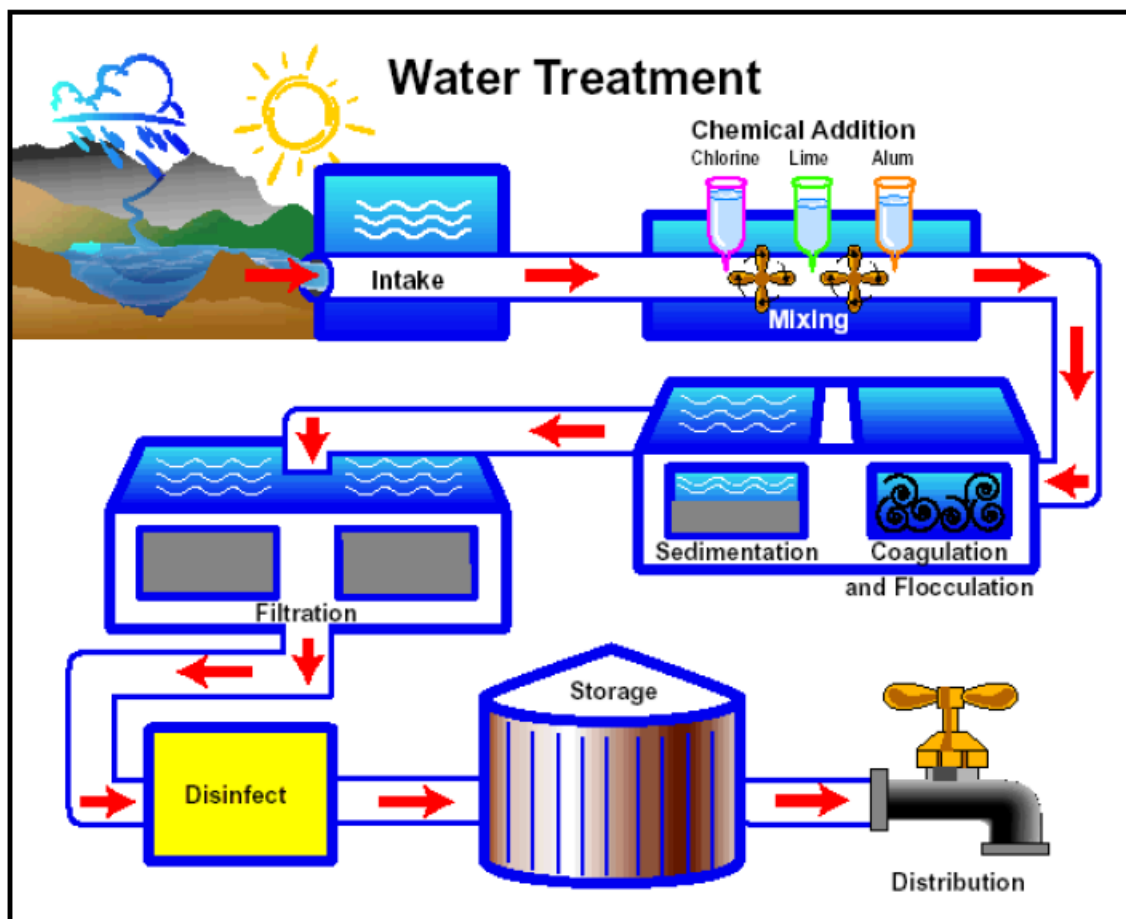 Water Treatment
Chemical Addition
Chlorine Lime Alum
Intake
Mixing
Sedimentation
Coagulation
and Flocculation
Filtration
Disinfect
Storage
Distribution